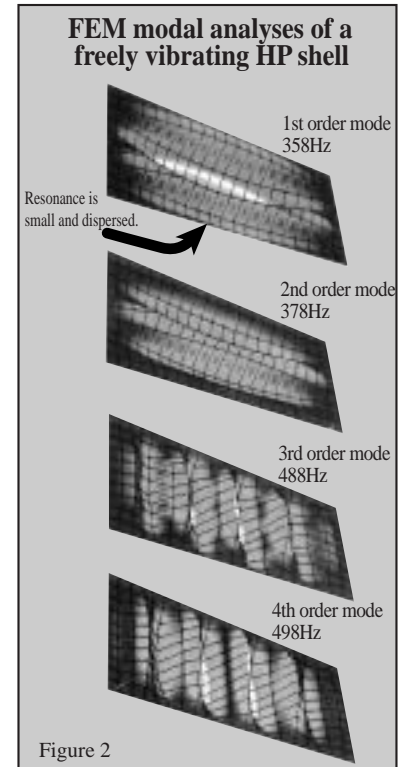 FEM modal analyses of a
freely vibrating HP shell
1st order mode
358Hz
Resonance is
small and dispersed.
2nd order mode
378Hz
3rd order mode
488Hz
4th order mode
498Hz
Figure 2